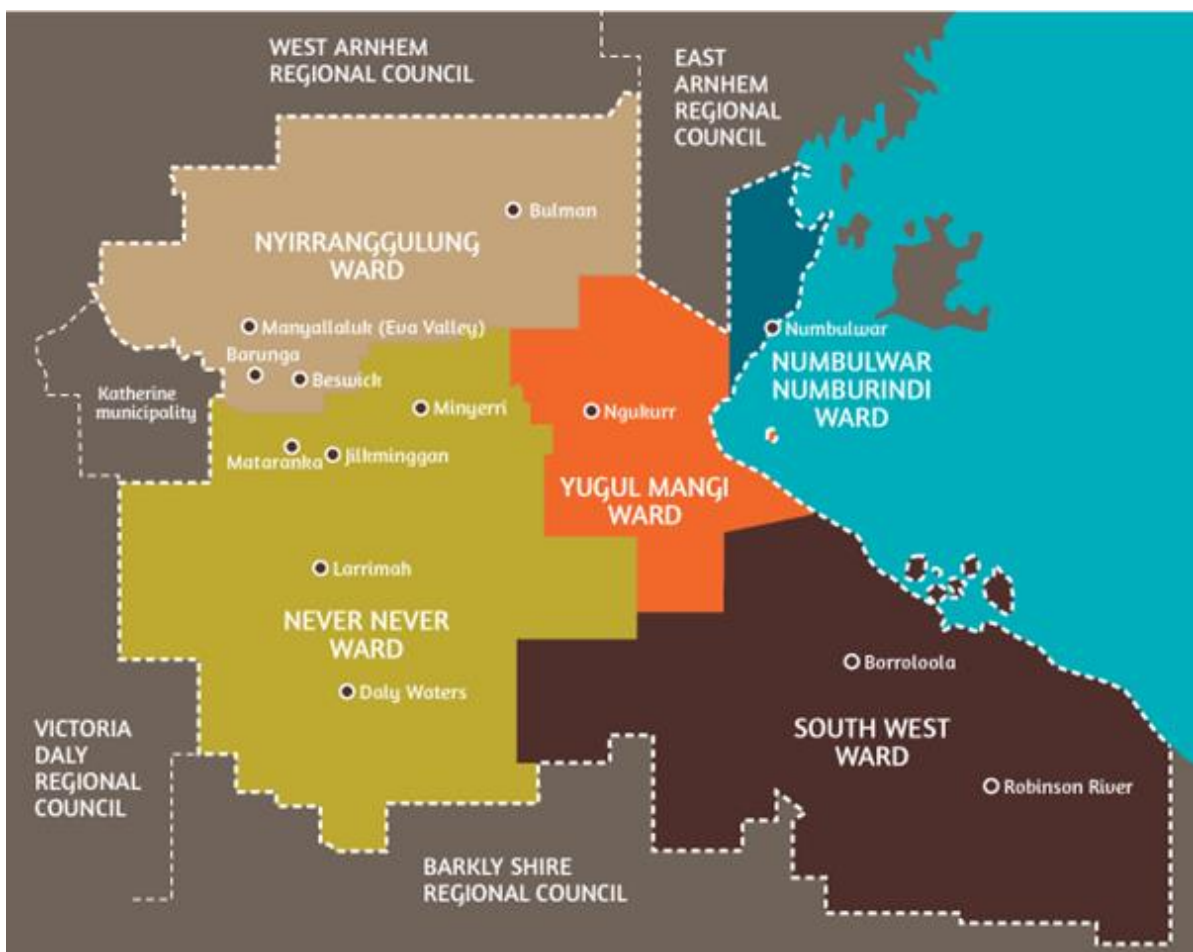 WEST ARNHEM
REGIONAL COUNCIL
EAST
ARNHEM
REGIONAL
COUNCIL
Bulman
NYIRRANGGULUNG
WARD
Manyallaluk (Eva Valley)
Numbulwar
Barunga
Beswick
NUMBULWAR
NUMBURINDI
WARD
Katherine
municipality
Minyerri
Ngukurr
Mataranka
Jilkminggan
YUGUL MANGI
WARD
Larrimah
NEVER NEVER
WARD
Borroloola
Daly Waters
SOUTH WEST
WARD
VICTORIA
DALY
REGIONAL
COUNCIL
Robinson River
BARKLY SHIRE
REGIONAL COUNCIL